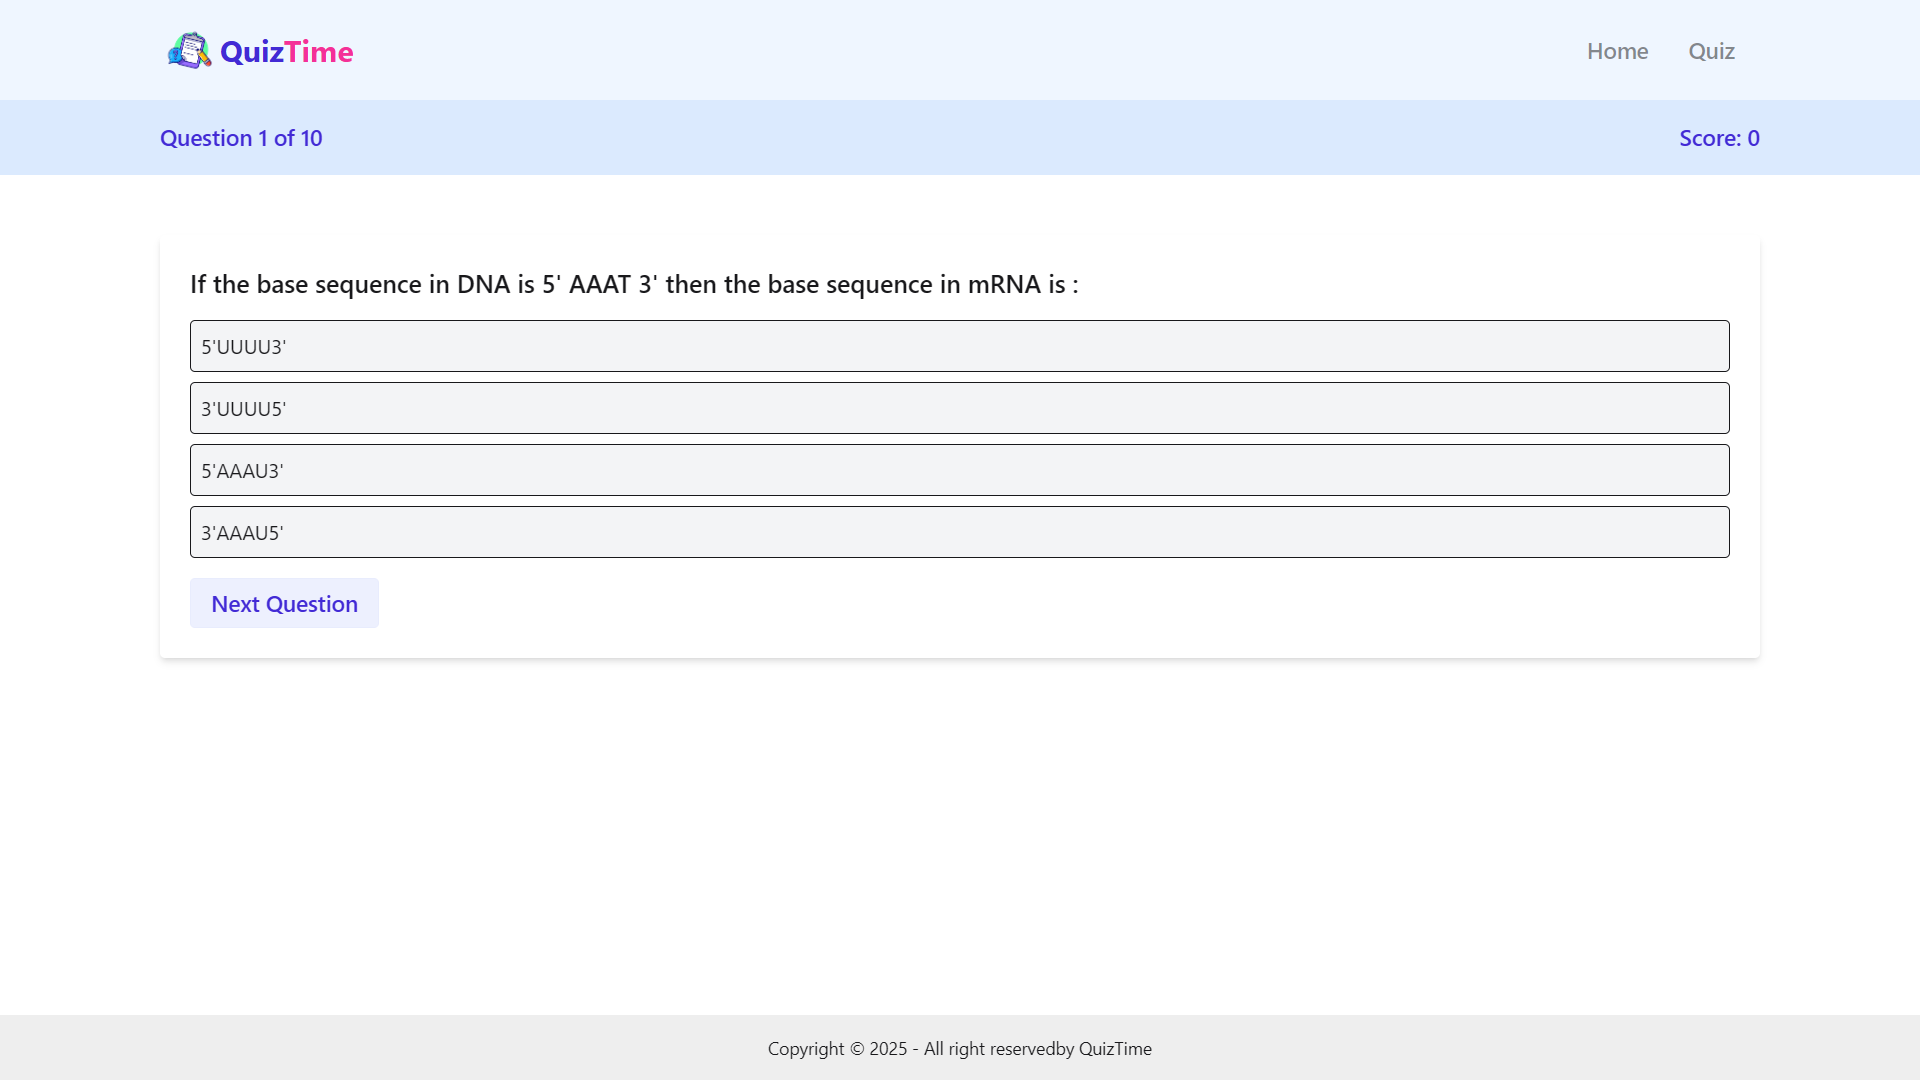 QuizTime
Home
Quiz
Question 1 of 10
Score: 0
If the base sequence in DNA is 5' AAAT 3' then the base sequence in mRNA is :
5'UUUU3'
3'UUUU5'
5'AAAU3'
3'AAAU5'
Next Question
Copyright © 2025 - All right reservedby QuizTime